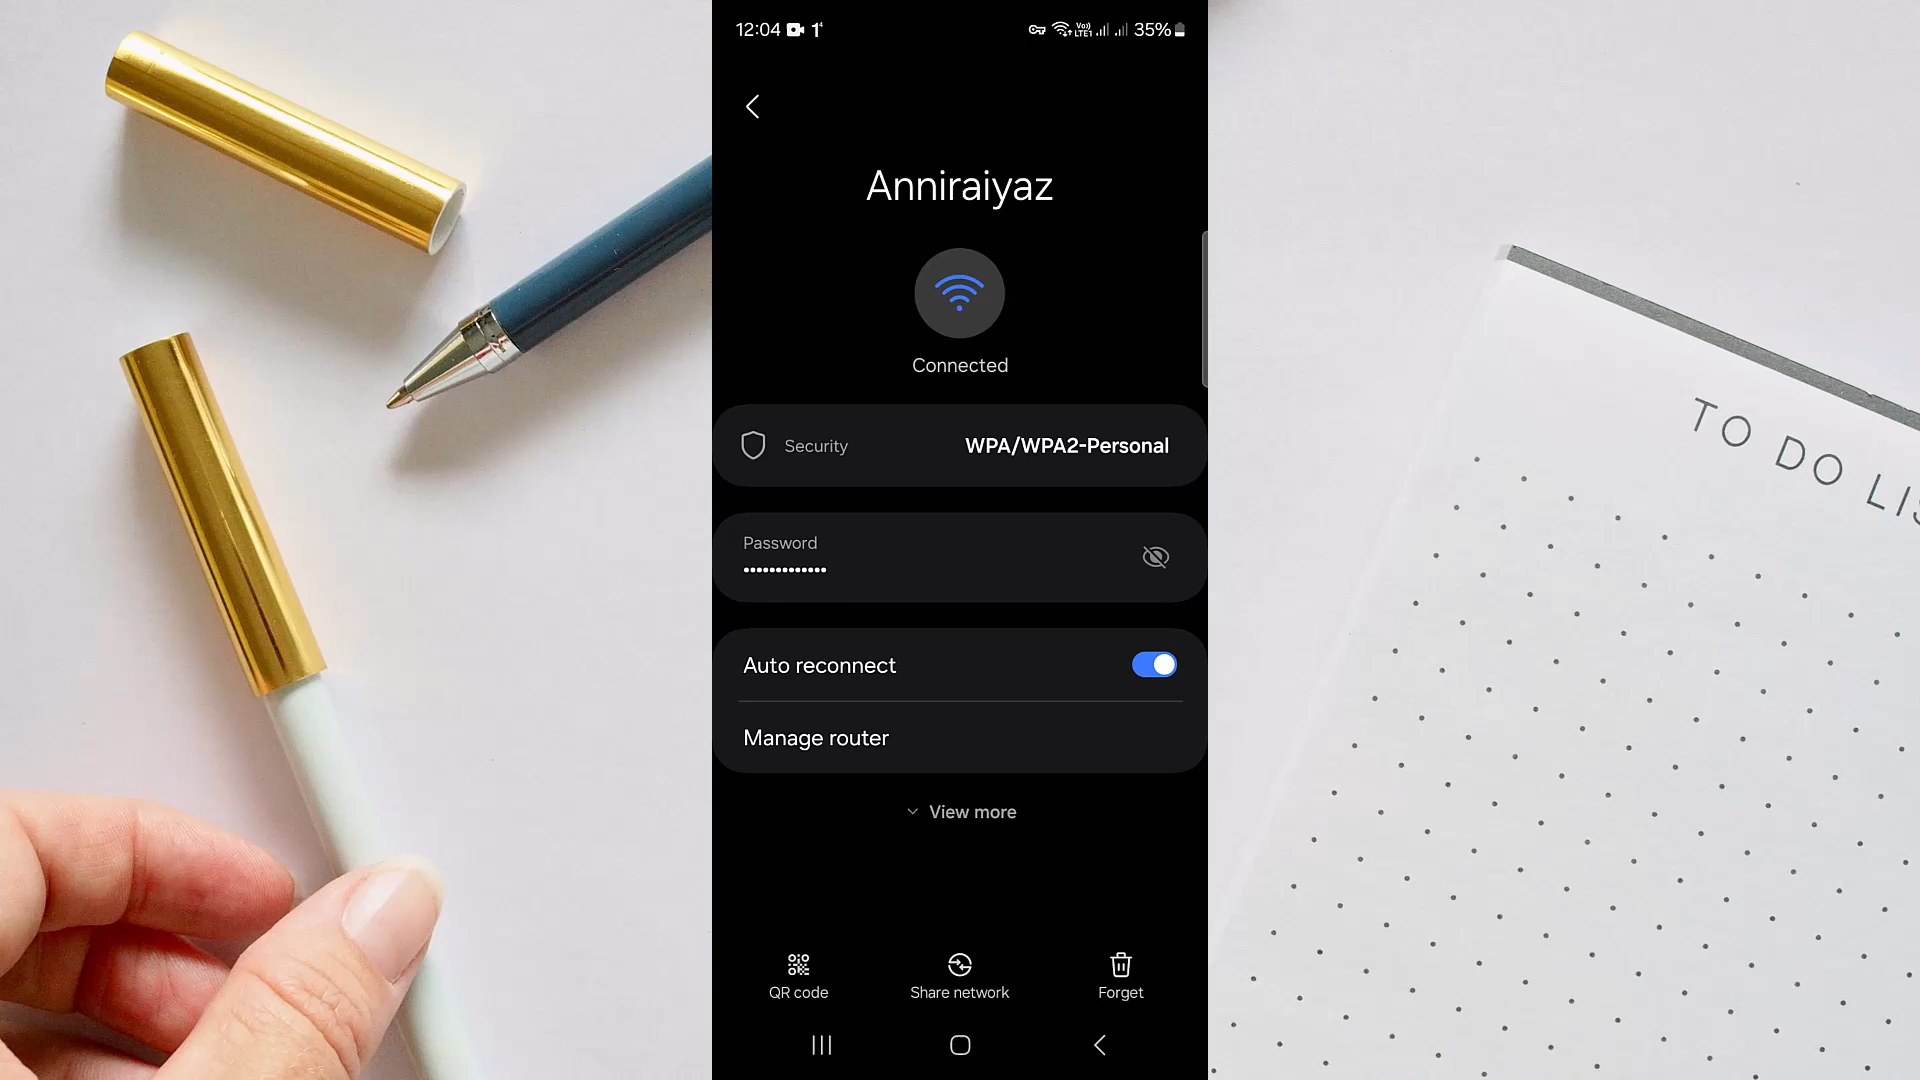 12:04
35%
Anniraiyaz
Connected
Security WPA/WPA2-Personal
Password
•••••••••••••
Auto reconnect
Manage router
View more
QR code Share network Forget
TO DO